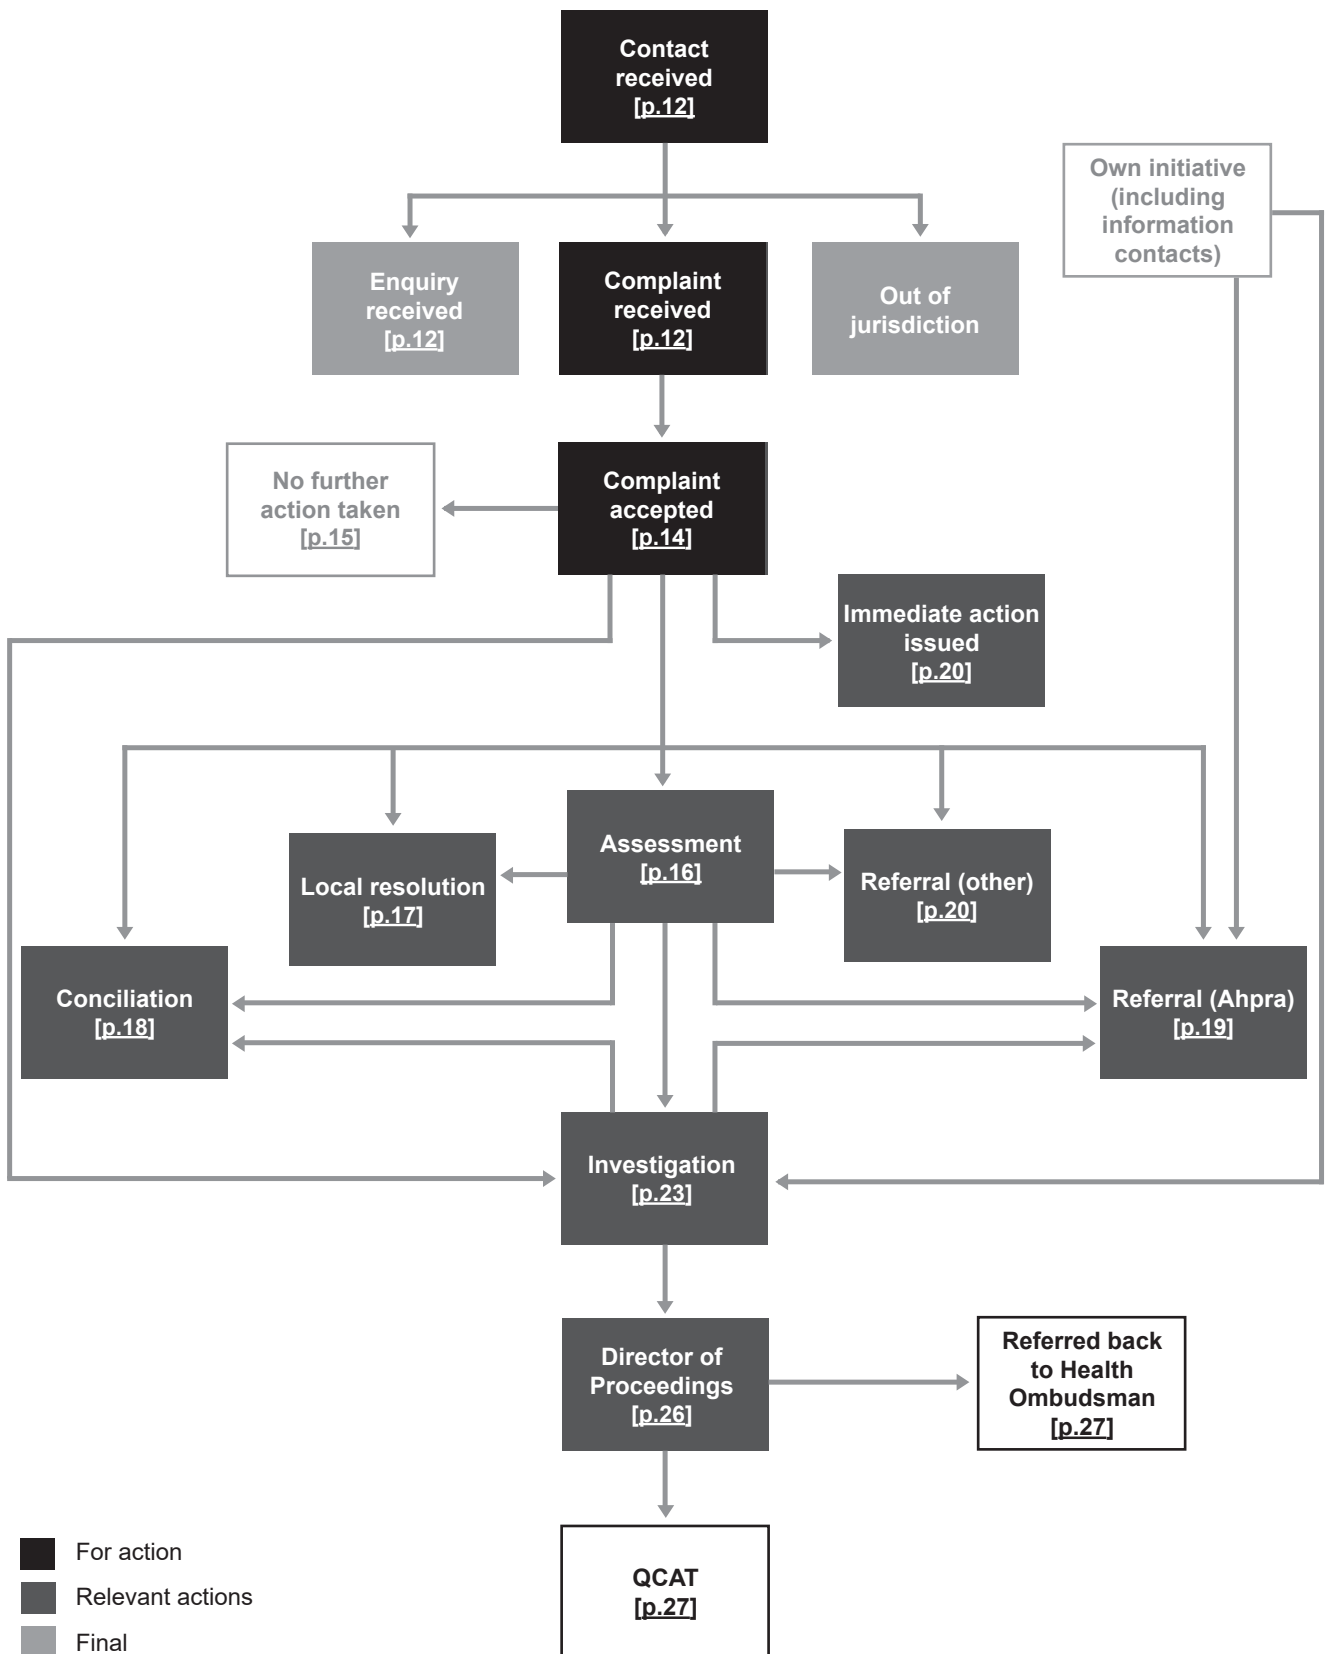 Contact
received
[p.12]
Own initiative
(including
information
contacts)
Enquiry
received
[p.12]
Complaint
received
[p.12]
Out of
jurisdiction
No further
action taken
[p.15]
Complaint
accepted
[p.14]
Immediate action
issued
[p.20]
Assessment
[p.16]
Local resolution
[p.17]
Referral (other)
[p.20]
Conciliation
[p.18]
Referral (Ahpra)
[p.19]
Investigation
[p.23]
Director of
Proceedings
[p.26]
Referred back
to Health
Ombudsman
[p.27]
QCAT
[p.27]
For action
Relevant actions
Final